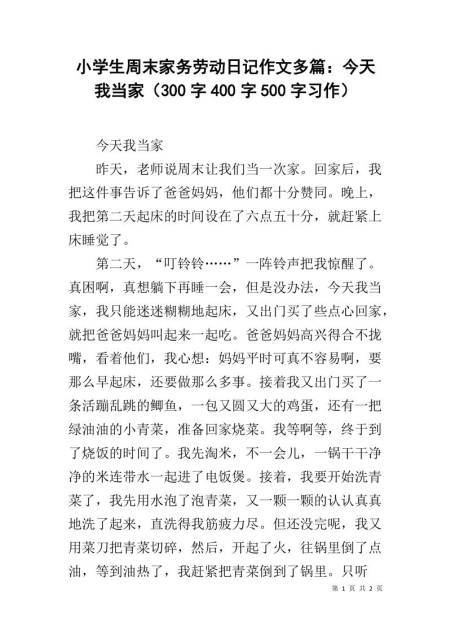 小学生周末家务劳动日记作文多篇：今天
我当家（300 字 400 字 500 字习作）
今天我当家
昨天，老师说周末让我们当一次家。回家后，我
把这件事告诉了爸爸妈妈，他们都十分赞同。晚上，
我把第二天起床的时间设在了六点五十分，就赶紧上
床睡觉了。
第二天，“叮铃铃……”一阵铃声把我惊醒了。
真困啊，真想躺下再睡一会，但是没办法，今天我当
家，我只能迷迷糊糊地起床，又出门买了些点心回家，
就把爸爸妈妈叫起来一起吃。爸爸妈妈高兴得合不拢
嘴，看着他们，我心想：妈妈平时可真不容易啊，要
那么早起床，还要做那么多事。接着我又出门买了一
条活蹦乱跳的鲫鱼，一包又圆又大的鸡蛋，还有一把
绿油油的小青菜，准备回家烧菜。我等啊等，终于到
了烧饭的时间了。我先淘米，不一会儿，一锅干干净
净的米连带水一起进了电饭煲。接着，我要开始洗青
菜了，我先用水泡了泡青菜，又一颗一颗的认认真真
地洗了起来，直洗得我筋疲力尽。但还没完呢，我又
用菜刀把青菜切碎，然后，开起了火，往锅里倒了点
油，等到油热了，我赶紧把青菜倒到了锅里。只听
第 1 页 共 2 页